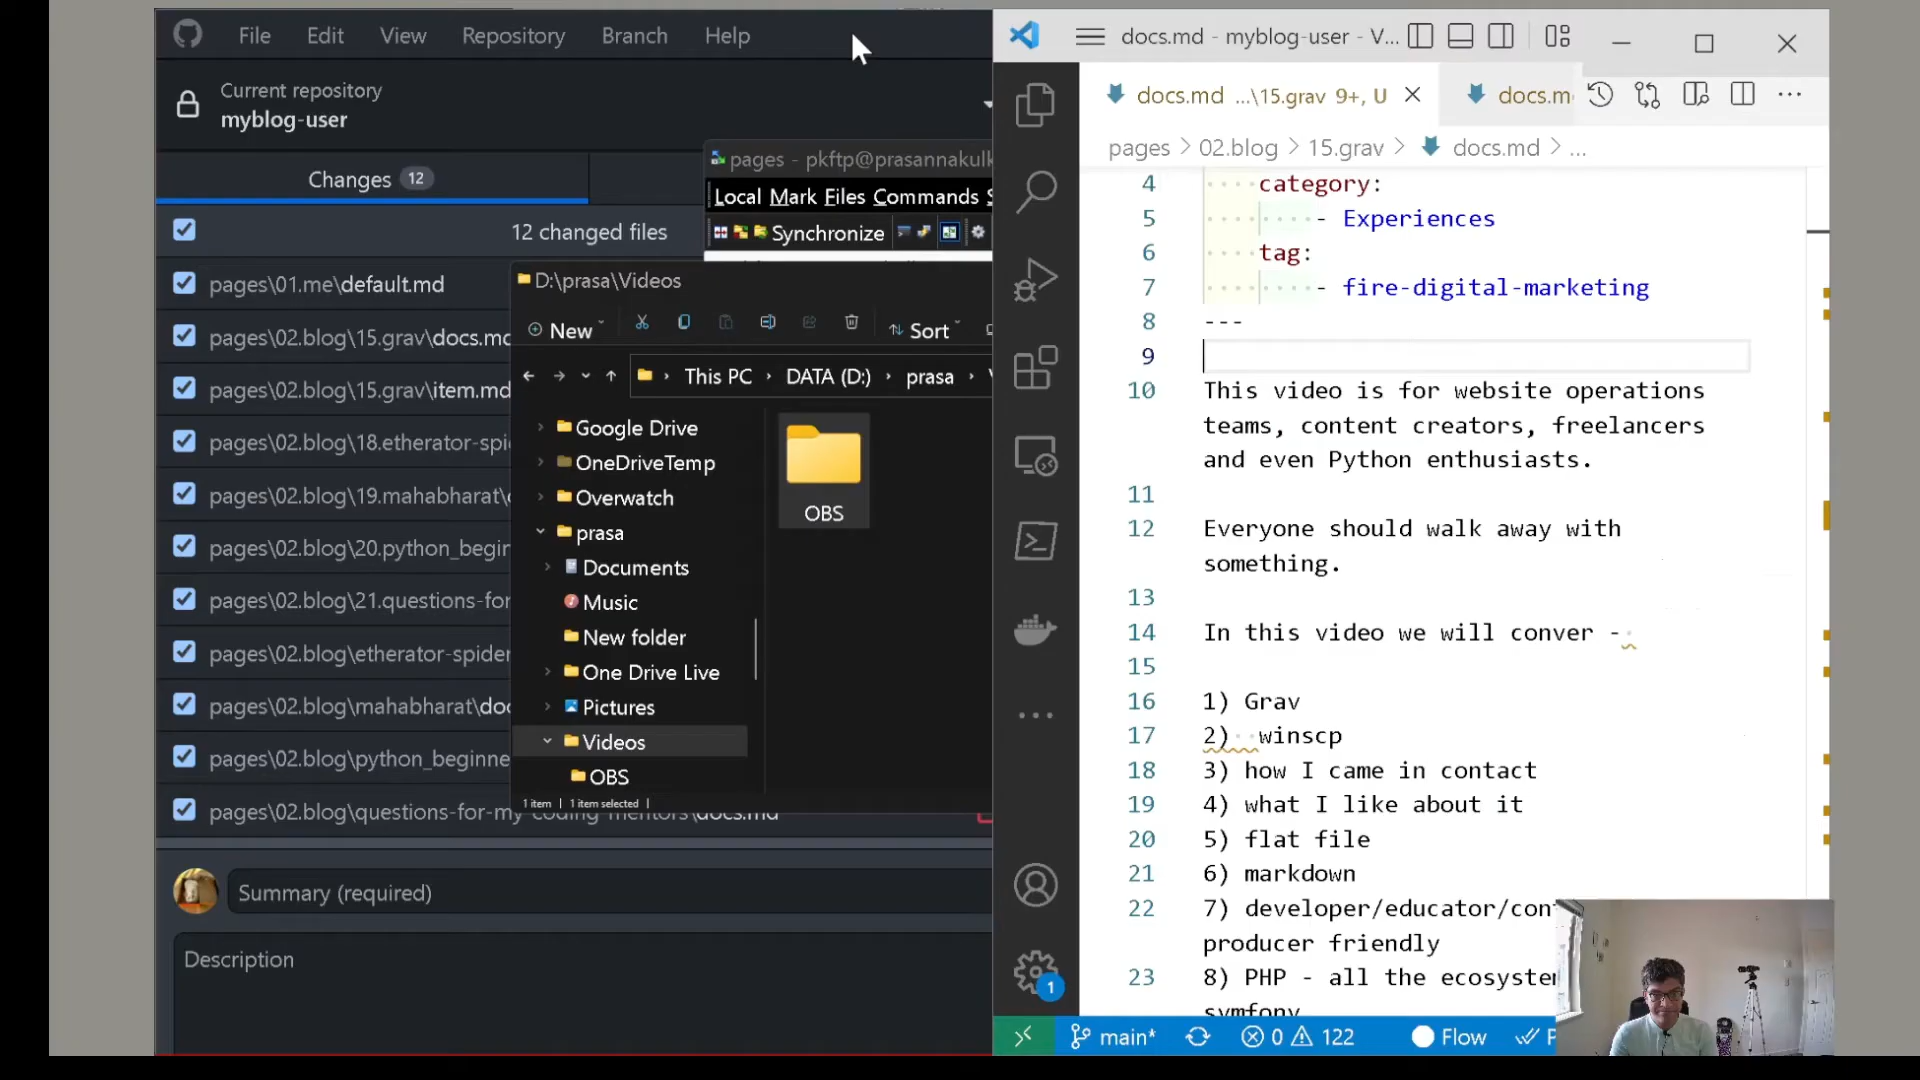 File Edit View Repository Branch Help
Current repository
myblog-user
Changes 12
12 changed files
pages\01.me\default.md
pages\02.blog\15.grav\docs.md
pages\02.blog\15.grav\item.md
pages\02.blog\18.etherator-spi
pages\02.blog\19.mahabharat\
pages\02.blog\20.python_begin
pages\02.blog\21.questions-for
pages\02.blog\etherator-spider
pages\02.blog\mahabharat\doc
pages\02.blog\python_beginne
pages\02.blog\questions-for-my-coding-mentors\docs.md
Summary (required)
Description
pages - pkftp@prasannakulk
Local Mark Files Commands
Synchronize
D:\prasa\Videos
New Sort
This PC DATA (D:) prasa
Google Drive
OneDriveTemp
Overwatch
prasa
Documents
Music
New folder
One Drive Live
Pictures
Videos
OBS
OBS
1 item 1 item selected
docs.md - myblog-user - V...
docs.md ...\15.grav 9+, U docs.m
pages > 02.blog > 15.grav > docs.md > ...
4 category:
5 - Experiences
6 tag:
7 - fire-digital-marketing
8 ---
9
10 This video is for website operations
teams, content creators, freelancers
and even Python enthusiasts.
11
12 Everyone should walk away with
something.
13
14 In this video we will conver -
15
16 1) Grav
17 2) winscp
18 3) how I came in contact
19 4) what I like about it
20 5) flat file
21 6) markdown
22 7) developer/educator/con
producer friendly
23 8) PHP - all the ecosystem
symfony
1
main* 0 122 Flow P